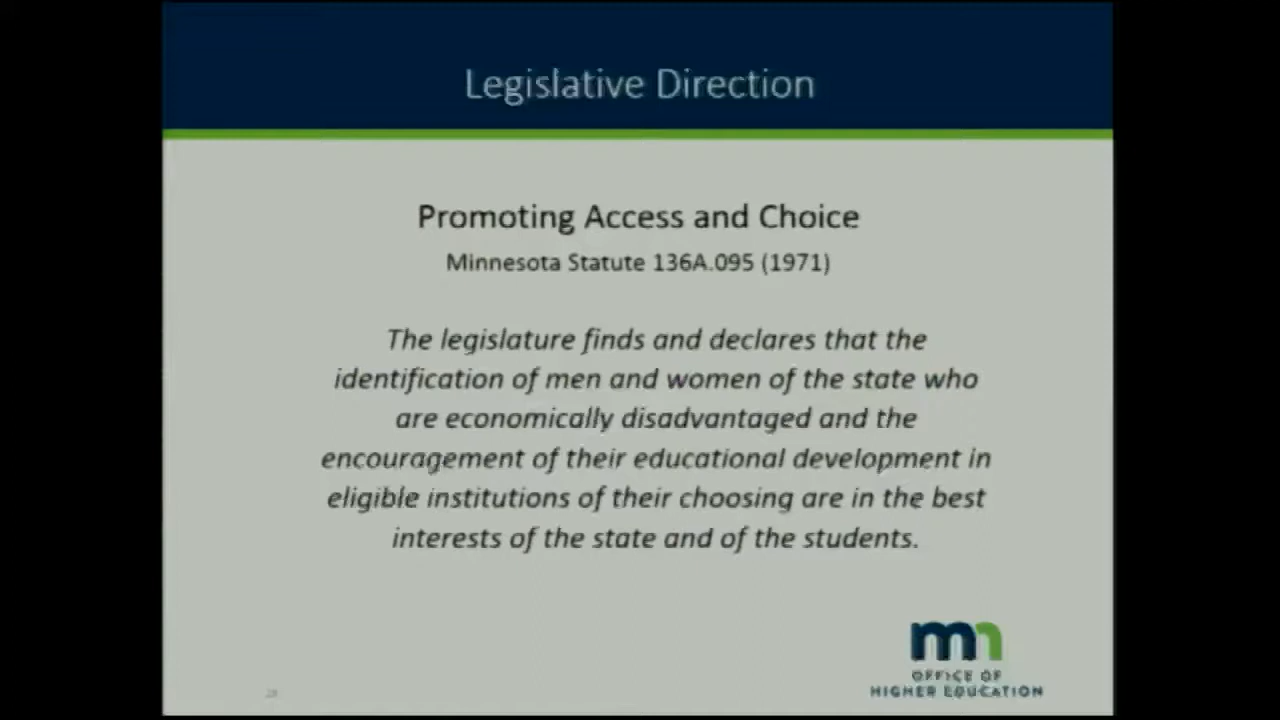 Legislative Direction
Promoting Access and Choice
Minnesota Statute 136A.095 (1971)
The legislature finds and declares that the
identification of men and women of the state who
are economically disadvantaged and the
encouragement of their educational development in
eligible institutions of their choosing are in the best
interests of the state and of the students.
mn
OFFICE OF
HIGHER EDUCATION